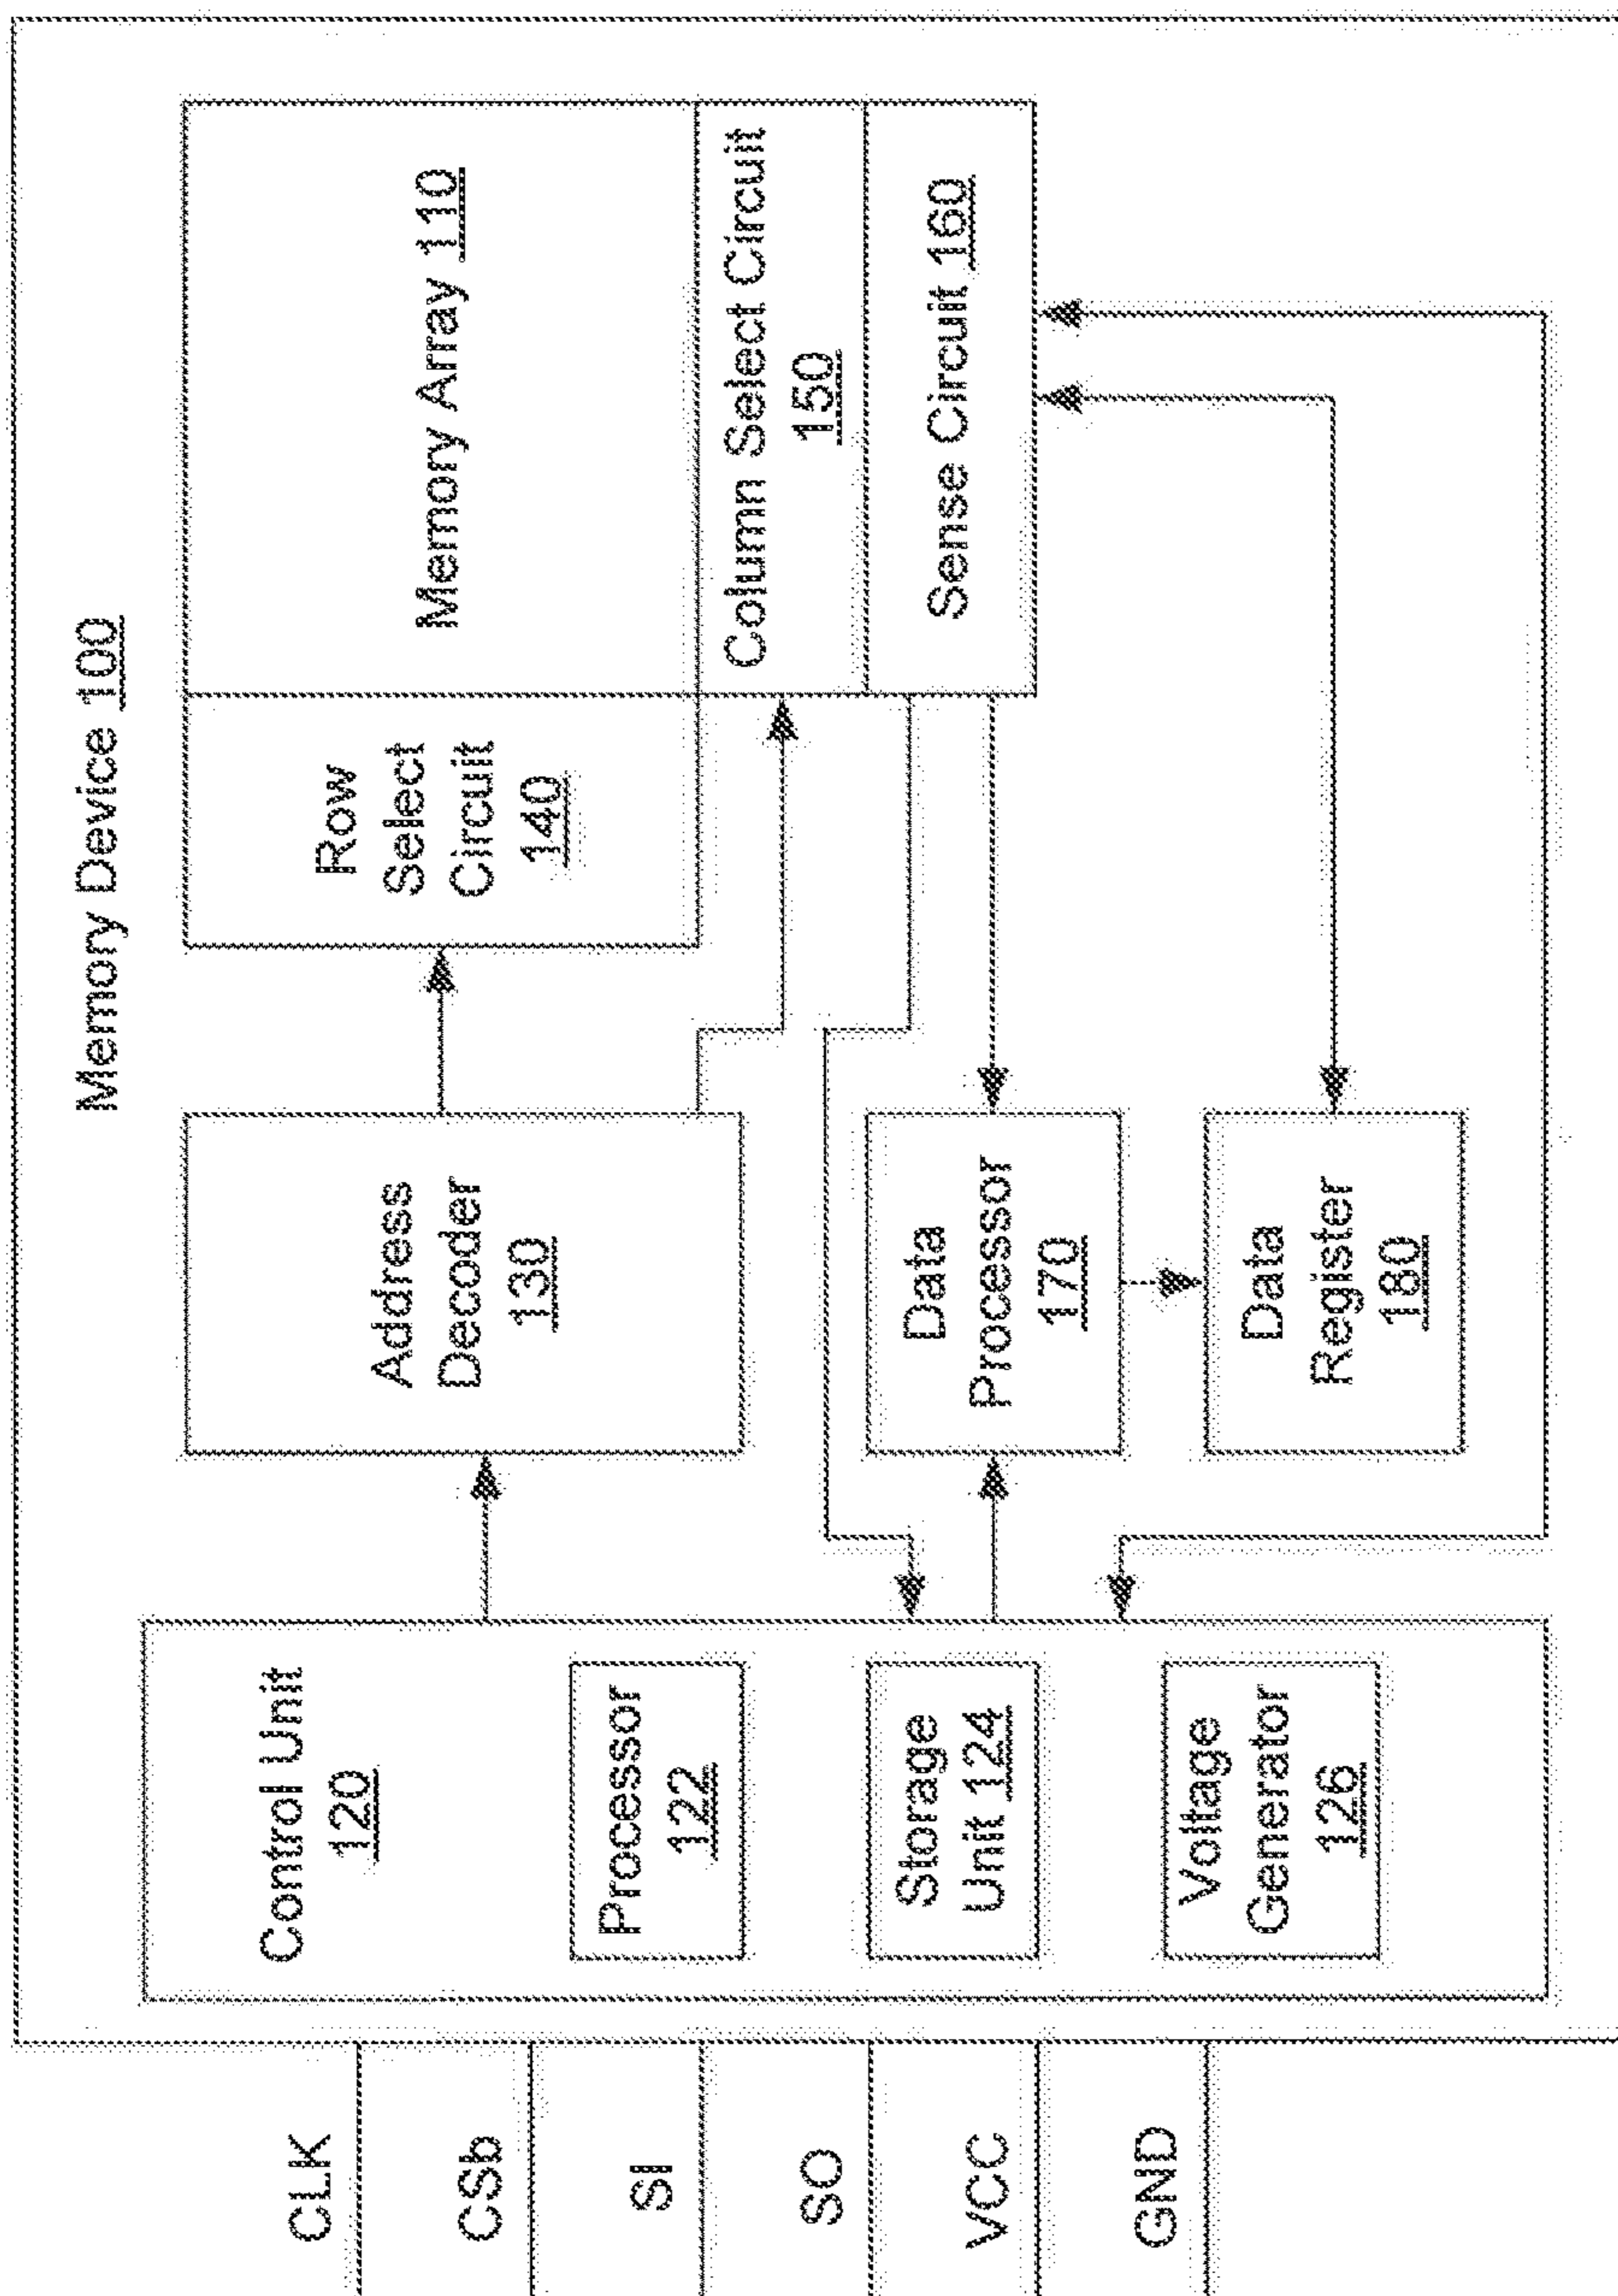 Memory Device 100
CLK
CSb
SI
SO
VCC
GND
Control Unit
120
Processor
122
Storage
Unit 124
Voltage
Generator
126
Address
Decoder
130
Data
Processor
170
Data
Register
180
Row
Select
Circuit
140
Memory Array 110
Column Select Circuit
150
Sense Circuit 160